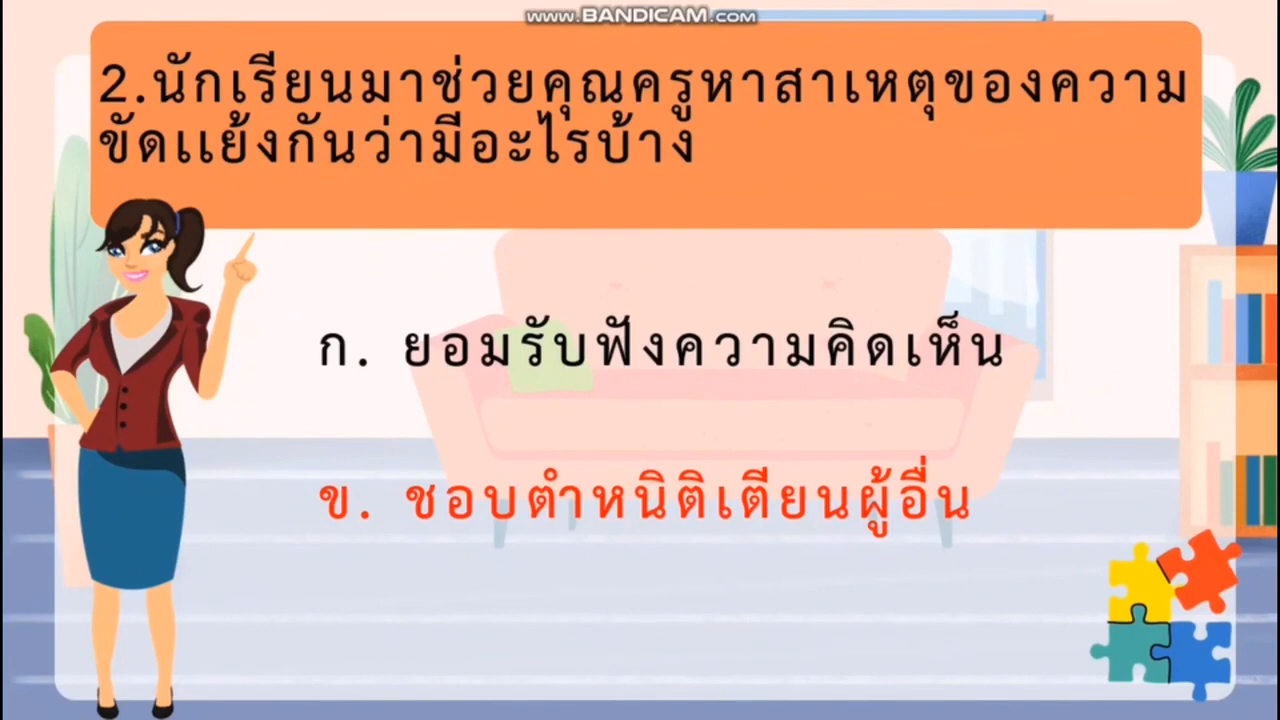 www.BANDICAM.com
2.นักเรียนมาช่วยคุณครูหาสาเหตุของความ
ขัดแย้งกันว่ามีอะไรบ้าง
ก. ยอมรับฟังความคิดเห็น
ข. ชอบตำหนิติเตียนผู้อื่น